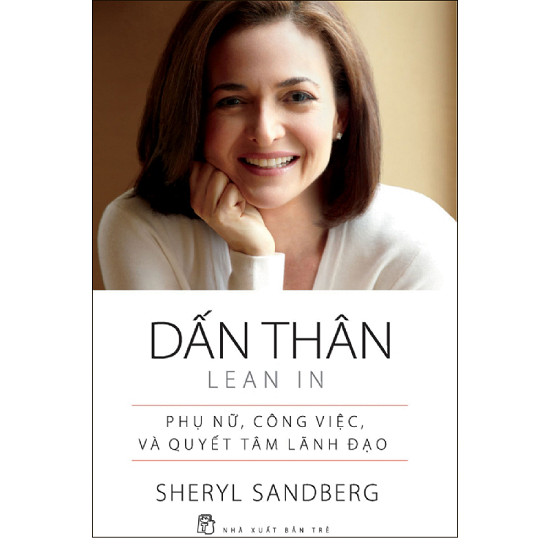 DẤN THÂN
LEAN IN
PHỤ NỮ, CÔNG VIỆC,
VÀ QUYẾT TÂM LÃNH ĐẠO
SHERYL SANDBERG
NHÀ XUẤT BẢN TRẺ